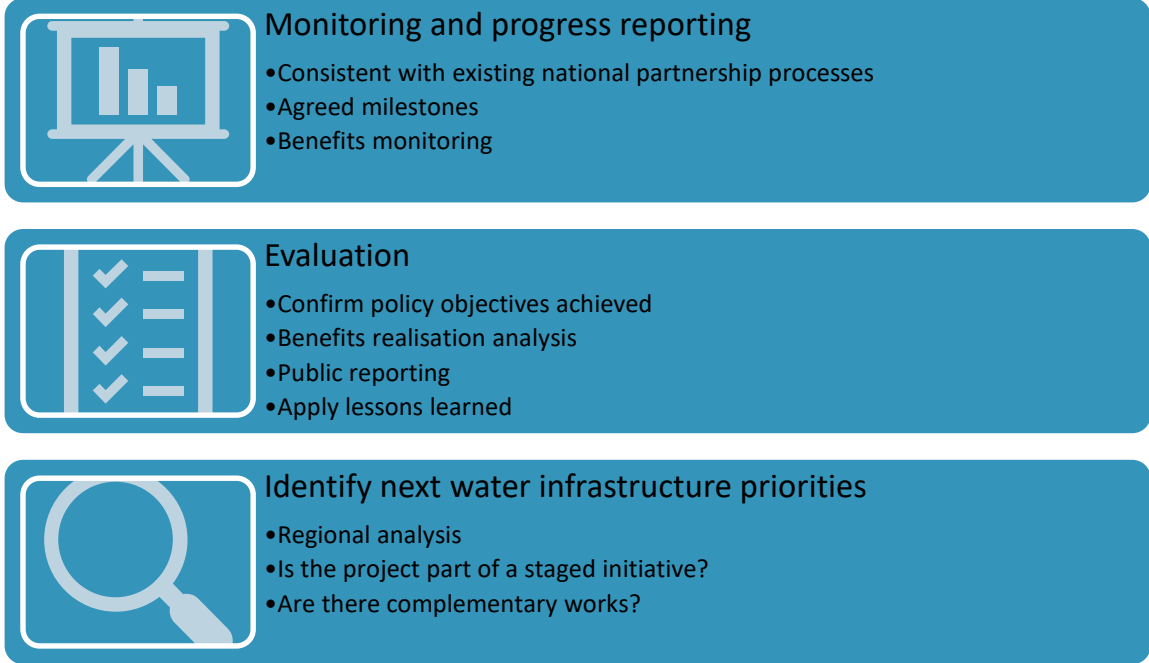 Monitoring and progress reporting
•Consistent with existing national partnership processes
•Agreed milestones
•Benefits monitoring
Evaluation
•Confirm policy objectives achieved
•Benefits realisation analysis
•Public reporting
•Apply lessons learned
Identify next water infrastructure priorities
•Regional analysis
•Is the project part of a staged initiative?
•Are there complementary works?